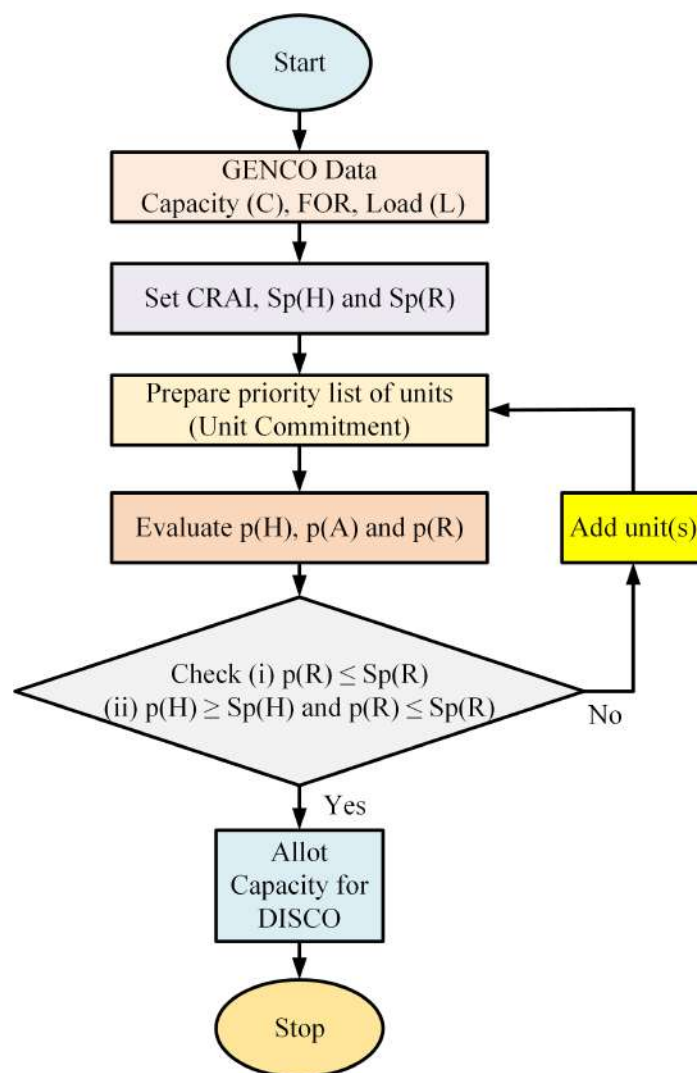 Start
GENCO Data
Capacity (C), FOR, Load (L)
Set CRAI, Sp(H) and Sp(R)
Prepare priority list of units
(Unit Commitment)
Evaluate p(H), p(A) and p(R)
Add unit(s)
Check (i) p(R) ≤ Sp(R)
(ii) p(H) ≥ Sp(H) and p(R) ≤ Sp(R)
No
Yes
Allot
Capacity for
DISCO
Stop